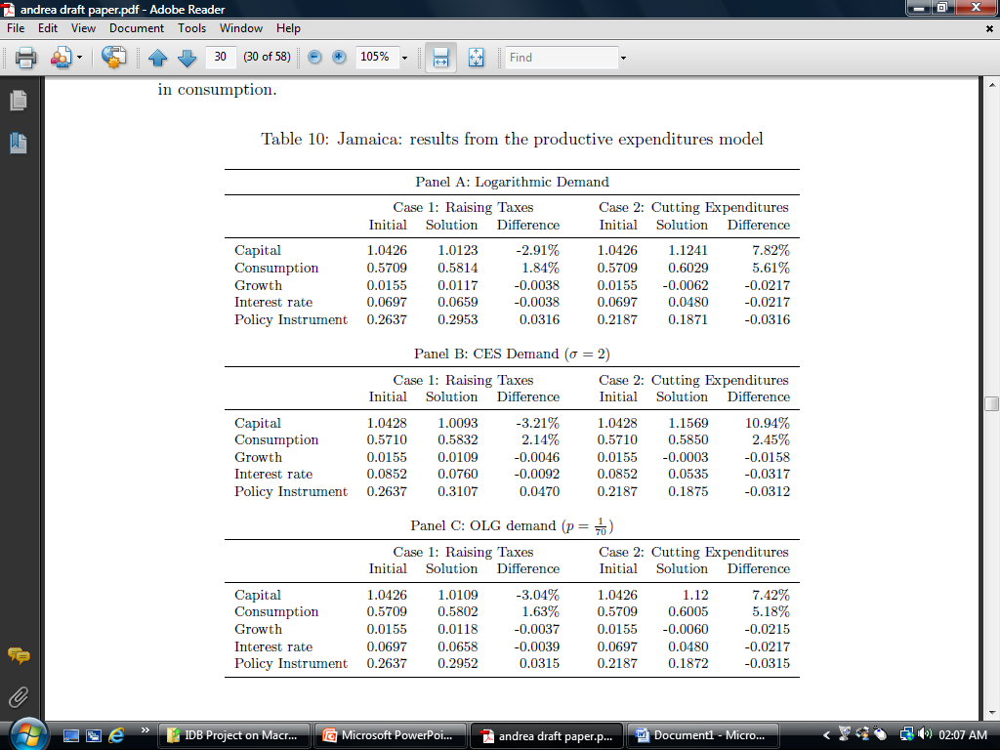 andrea draft paper.pdf - Adobe Reader
File Edit View Document Tools Window Help
30 (30 of 58) 105% Find
in consumption.
Table 10: Jamaica: results from the productive expenditures model
Panel A: Logarithmic Demand
Case 1: Raising Taxes Case 2: Cutting Expenditures
Initial Solution Difference Initial Solution Difference
Capital 1.0426 1.0123 -2.91% 1.0426 1.1241 7.82%
Consumption 0.5709 0.5814 1.84% 0.5709 0.6029 5.61%
Growth 0.0155 0.0117 -0.0038 0.0155 -0.0062 -0.0217
Interest rate 0.0697 0.0659 -0.0038 0.0697 0.0480 -0.0217
Policy Instrument 0.2637 0.2953 0.0316 0.2187 0.1871 -0.0316
Panel B: CES Demand (σ = 2)
Case 1: Raising Taxes Case 2: Cutting Expenditures
Initial Solution Difference Initial Solution Difference
Capital 1.0428 1.0093 -3.21% 1.0428 1.1569 10.94%
Consumption 0.5710 0.5832 2.14% 0.5710 0.5850 2.45%
Growth 0.0155 0.0109 -0.0046 0.0155 -0.0003 -0.0158
Interest rate 0.0852 0.0760 -0.0092 0.0852 0.0535 -0.0317
Policy Instrument 0.2637 0.3107 0.0470 0.2187 0.1875 -0.0312
Panel C: OLG demand (p = 1/70)
Case 1: Raising Taxes Case 2: Cutting Expenditures
Initial Solution Difference Initial Solution Difference
Capital 1.0426 1.0109 -3.04% 1.0426 1.12 7.42%
Consumption 0.5709 0.5802 1.63% 0.5709 0.6005 5.18%
Growth 0.0155 0.0118 -0.0037 0.0155 -0.0060 -0.0215
Interest rate 0.0697 0.0658 -0.0039 0.0697 0.0480 -0.0217
Policy Instrument 0.2637 0.2952 0.0315 0.2187 0.1872 -0.0315
IDB Project on Macr... Microsoft PowerPoi... andrea draft paper.p... Document1 - Micro... 02:07 AM